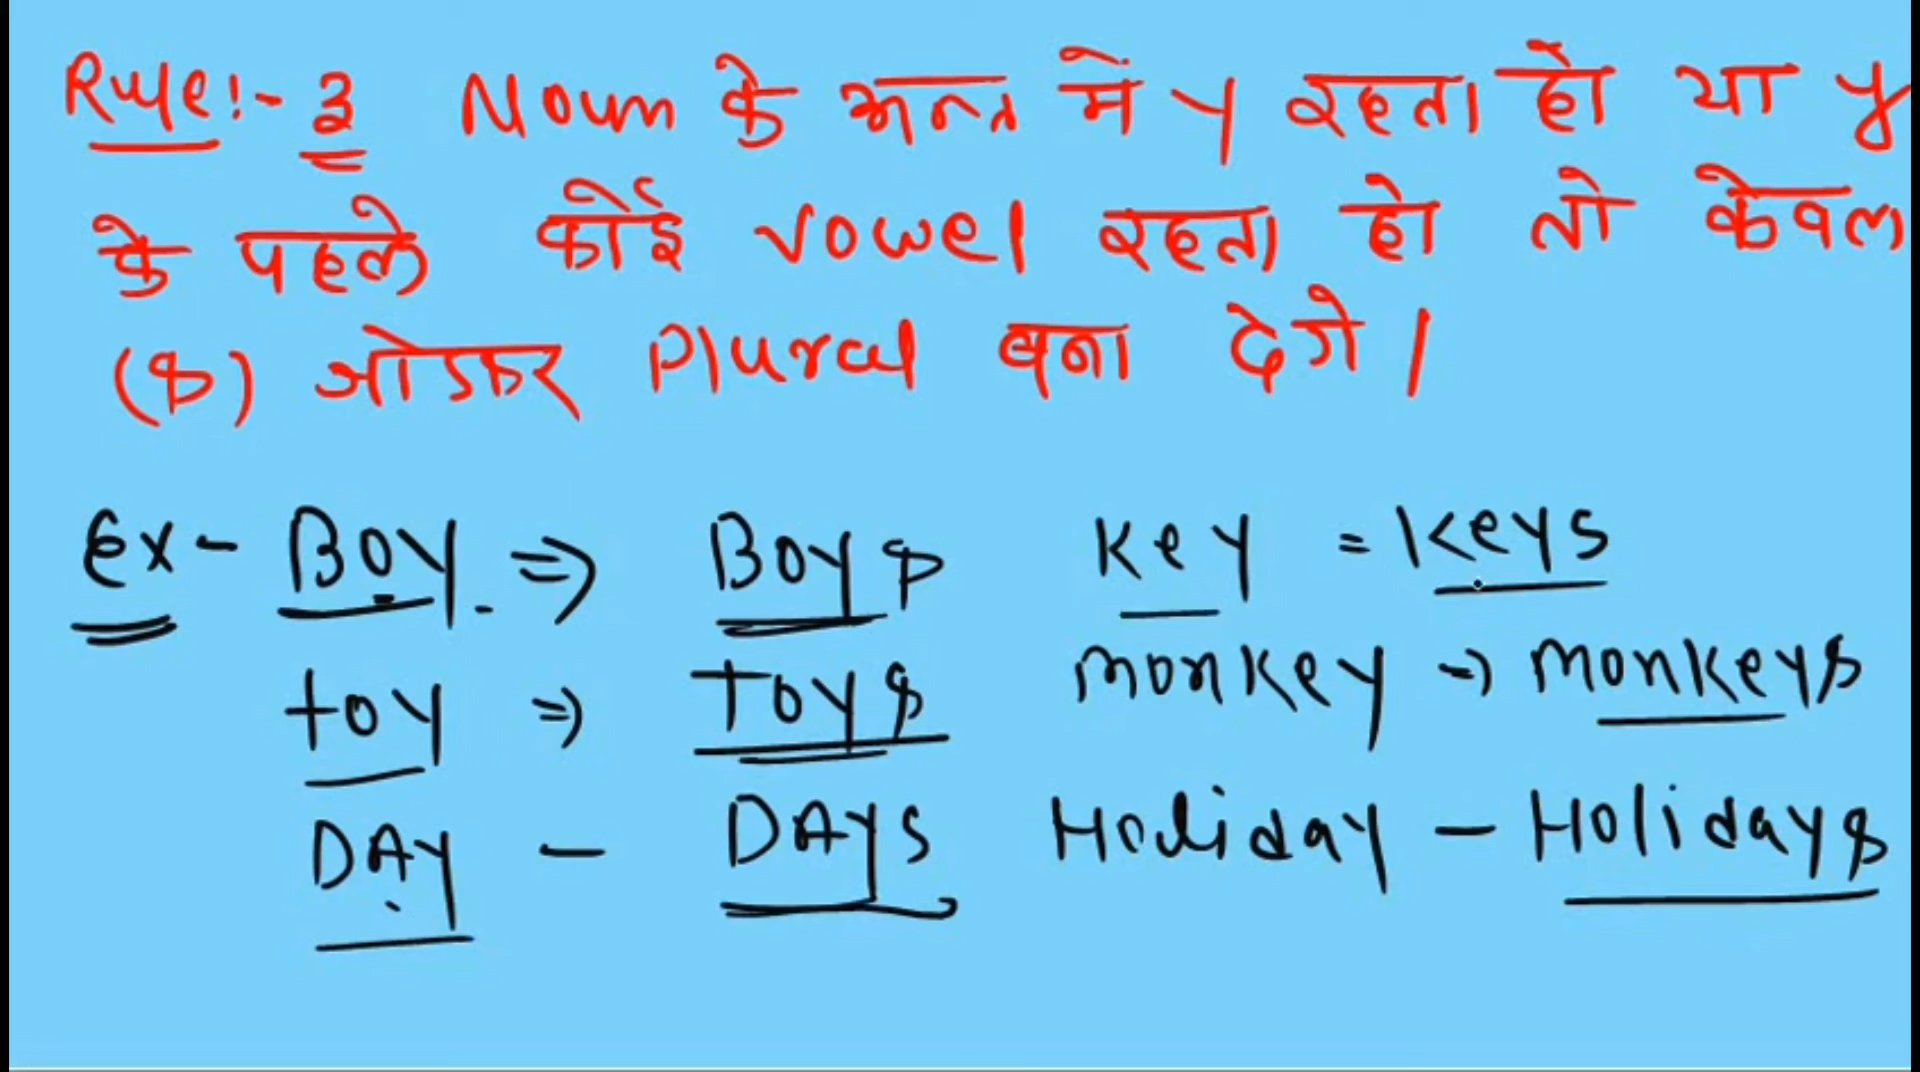 Rule:- 3 Noun के अन्त में y रहता हो या y
के पहले कोई vowel रहता हो तो केवल
(s) जोडकर Plural बना देगे।
Ex- BOY ⇒ BOYs Key = Keys
toy ⇒ Toys monkey → monkeys
DAY - DAYS Holiday - Holidays